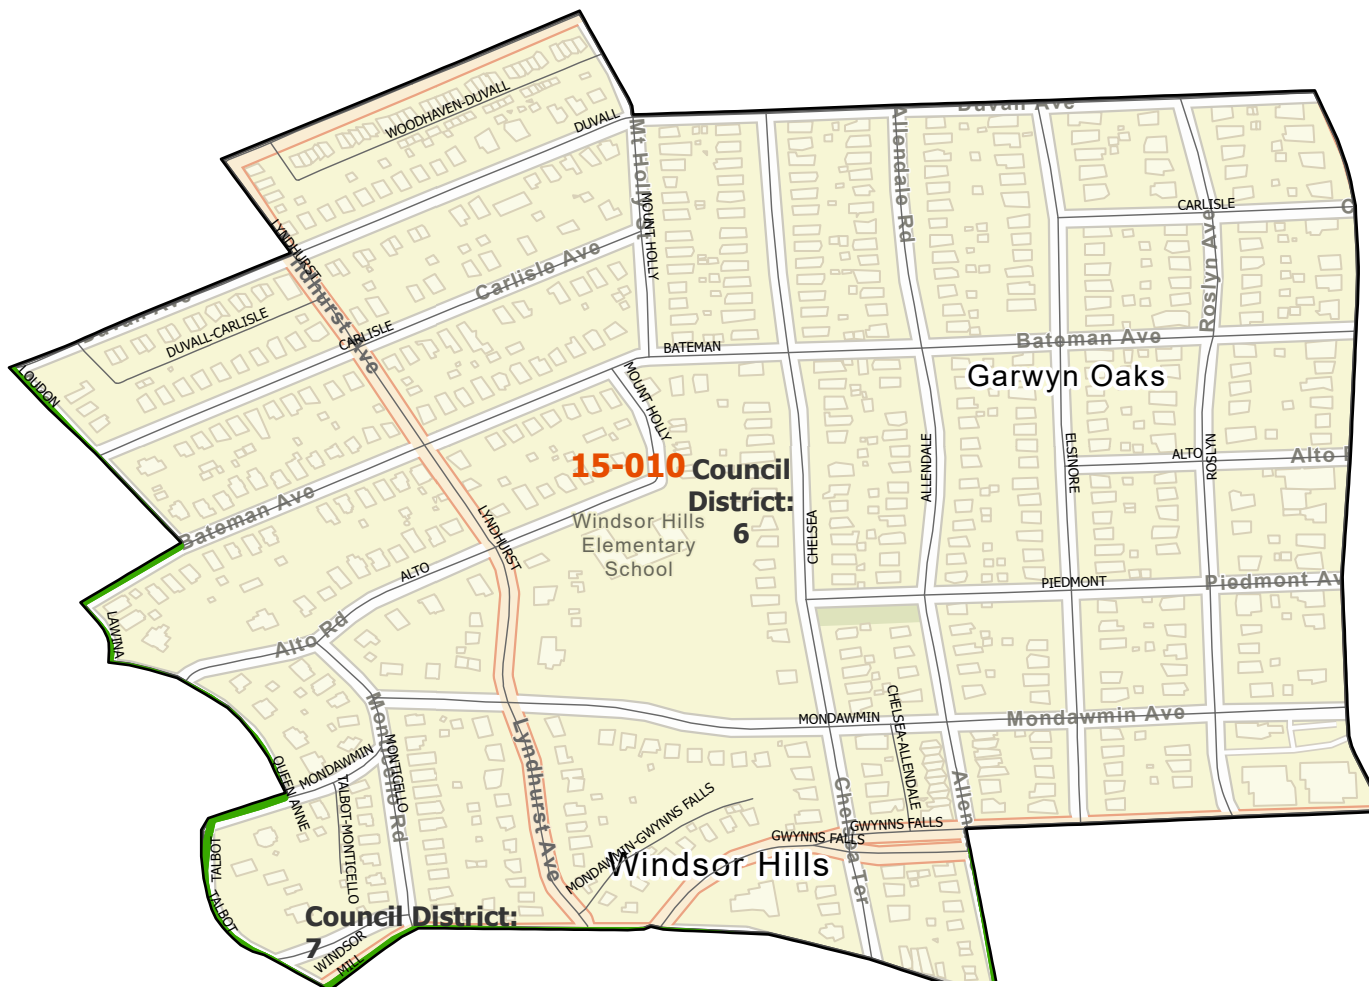 WOODHAVEN-DUVALL
DUVALL
Duvall Ave
Mt Holly St
MOUNT HOLLY
Allendale Rd
CARLISLE
Roslyn Ave
LYNDHURST
Lyndhurst Ave
Carlisle Ave
Duvall Ave
DUVALL-CARLISLE
CARLISLE
LOUDON
BATEMAN
Bateman Ave
Garwyn Oaks
MOUNT HOLLY
15-010
Council
District:
6
ALLENDALE
ELSINORE
ALTO
ROSLYN
Alto
Bateman Ave
LYNDHURST
Windsor Hills
Elementary
School
CHELSEA
ALTO
PIEDMONT
Piedmont Av
LAWINA
Alto Rd
Monticello Rd
MONTICELLO
MONDAWMIN
Mondawmin Ave
CHELSEA-ALLENDALE
Lyndhurst Ave
QUEEN ANNE
MONDAWMIN
TALBOT-MONTICELLO
MONDAWMIN-GWYNNS FALLS
Chelsea Ter
Allen
GWYNNS FALLS
GWYNNS FALLS
Windsor Hills
TALBOT
TALBOT
Council District:
7
WINDSOR
MILL